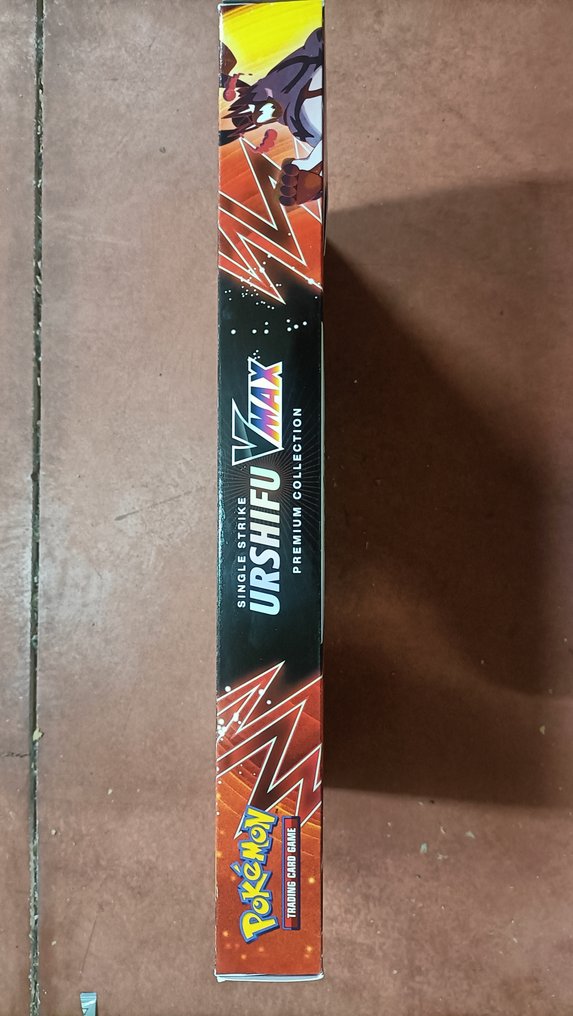 Pokémon
TRADING CARD GAME
SINGLE STRIKE
URSHIFU VMAX
PREMIUM COLLECTION